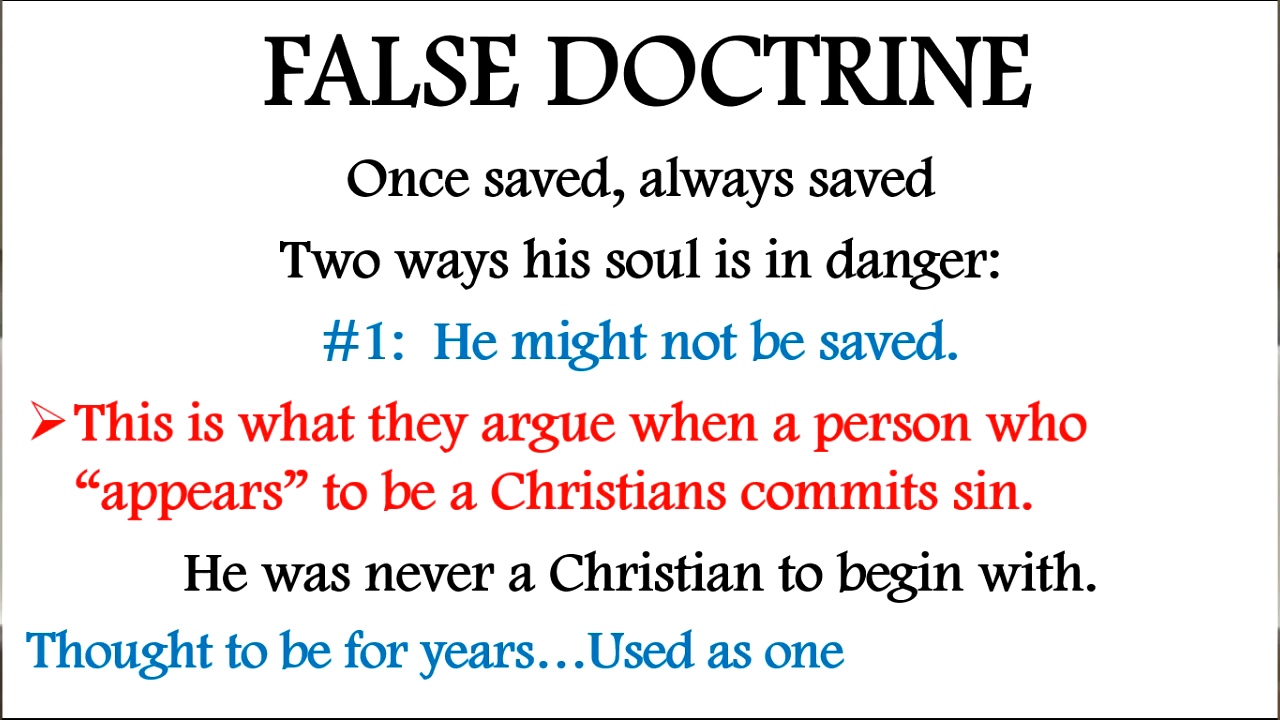 FALSE DOCTRINE
Once saved, always saved
Two ways his soul is in danger:
#1:  He might not be saved.
➢This is what they argue when a person who
“appears” to be a Christians commits sin.
He was never a Christian to begin with.
Thought to be for years…Used as one